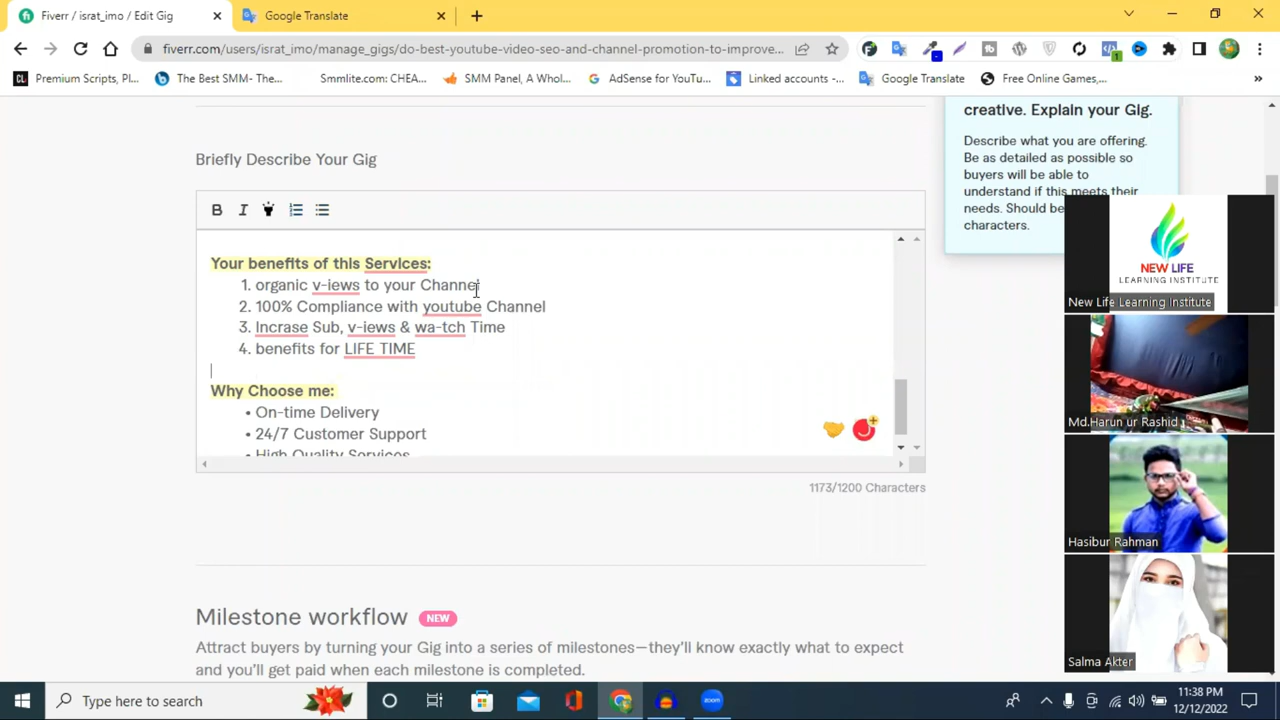 Fiverr / israt_imo / Edit Gig
Google Translate
fiverr.com/users/israt_imo/manage_gigs/do-best-youtube-video-seo-and-channel-promotion-to-improve...
Premium Scripts, Pl...
The Best SMM- The...
Smmlite.com: CHEA...
SMM Panel, A Whol...
AdSense for YouTu...
Linked accounts -...
Google Translate
Free Online Games,...
creative. Explain your Gig.
Describe what you are offering.
Be as detailed as possible so
buyers will be able to
understand if this meets their
needs. Should be
characters.
Briefly Describe Your Gig
B I
Your benefits of this Services:
1. organic v-iews to your Channel
2. 100% Compliance with youtube Channel
3. Incrase Sub, v-iews & wa-tch Time
4. benefits for LIFE TIME
Why Choose me:
• On-time Delivery
• 24/7 Customer Support
• High Quality Services
1173/1200 Characters
Milestone workflow NEW
Attract buyers by turning your Gig into a series of milestones—they'll know exactly what to expect
and you'll get paid when each milestone is completed.
NEW LIFE
LEARNING INSTITUTE
New Life Learning Institute
Md.Harun ur Rashid
Hasibur Rahman
Salma Akter
Type here to search
zoom
11:38 PM
12/12/2022